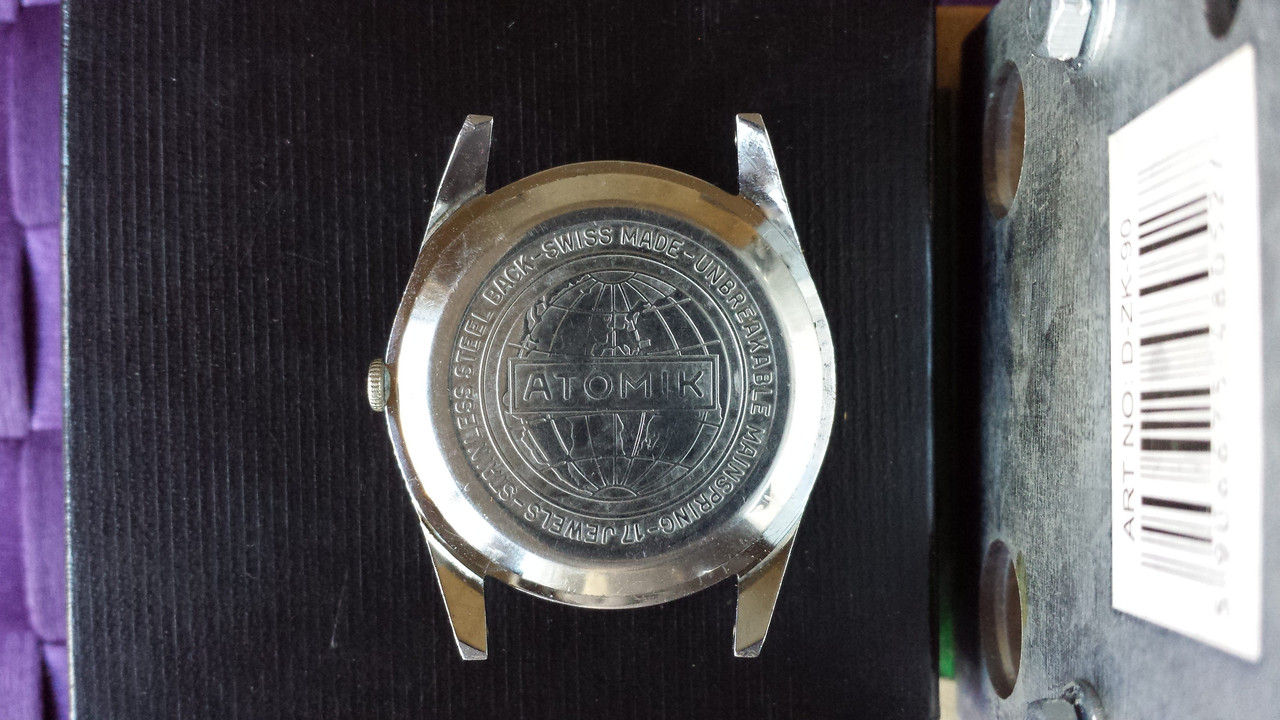 STAINLESS STEEL BACK-SWISS MADE-UNBREAKABLE MAINSPRING-17 JEWELS-
ATOMIK
ART NO: D-ZK-90